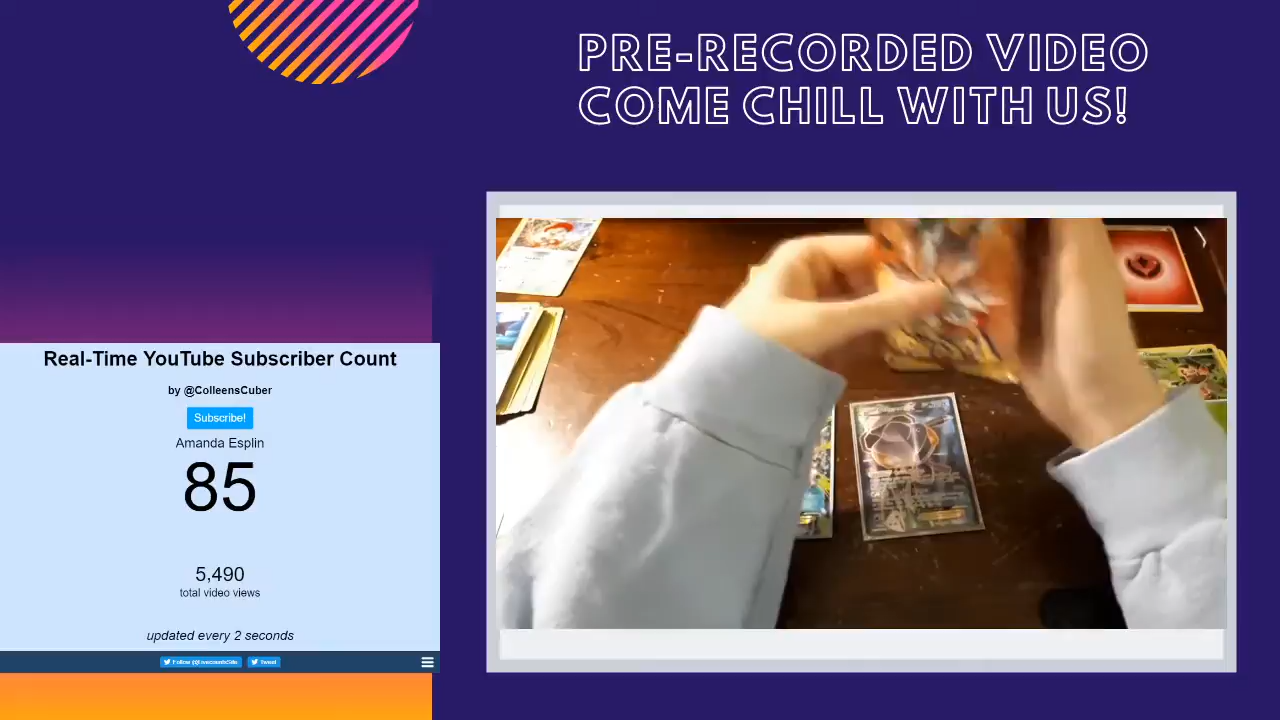 PRE-RECORDED VIDEO
COME CHILL WITH US!
Real-Time YouTube Subscriber Count
by @ColleensCuber
Subscribe!
Amanda Esplin
85
5,490
total video views
updated every 2 seconds
Tweet